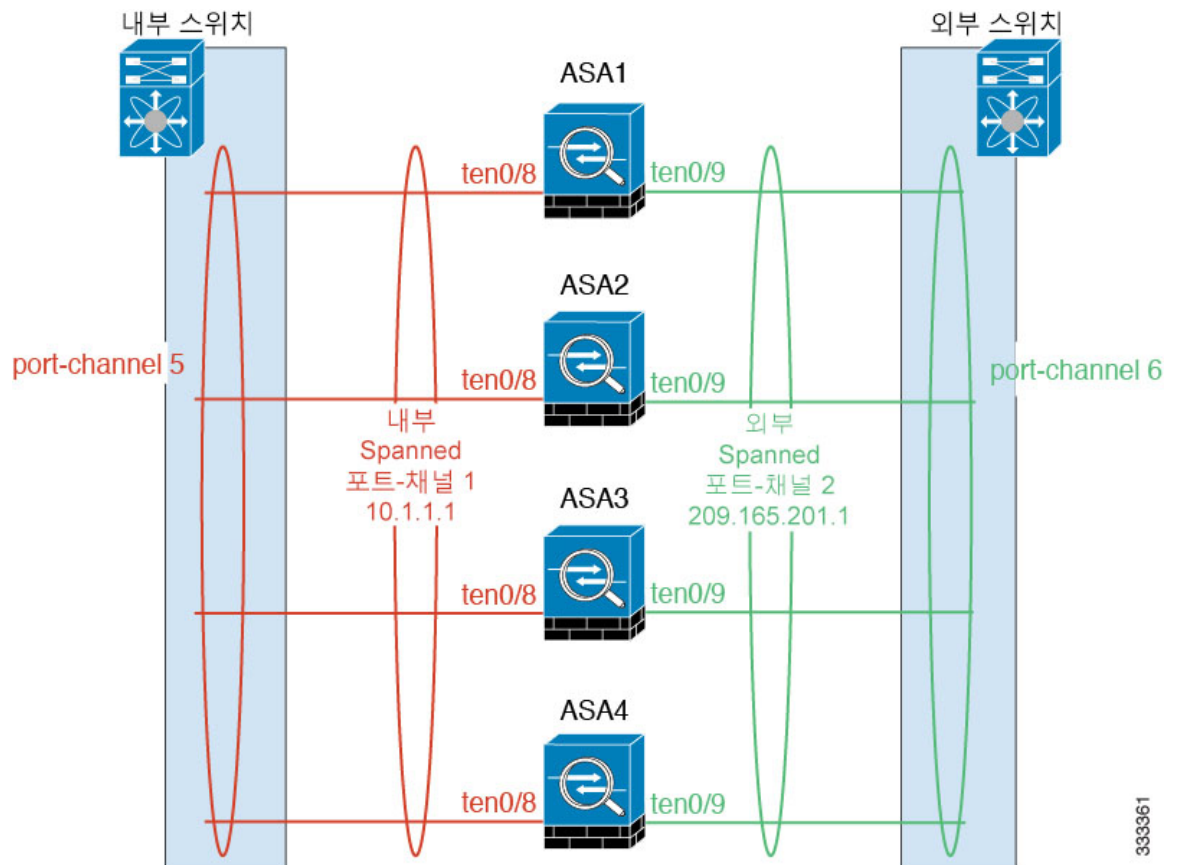 내부 스위치
외부 스위치
ASA1
ten0/8
ten0/9
ASA2
port-channel 5
ten0/8
ten0/9
port-channel 6
내부
Spanned
포트-채널 1
10.1.1.1
외부
Spanned
포트-채널 2
209.165.201.1
ASA3
ten0/8
ten0/9
ASA4
ten0/8
ten0/9
333361